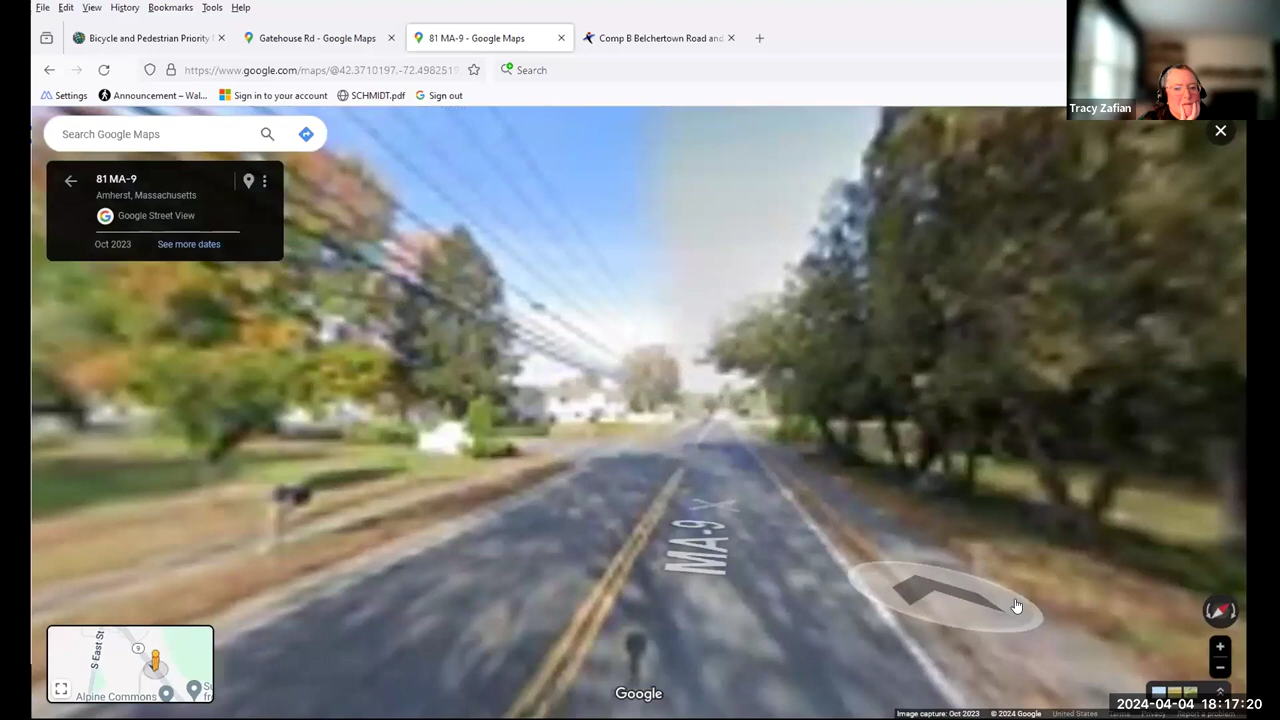 File Edit View History Bookmarks Tools Help
Bicycle and Pedestrian Priority
Gatehouse Rd - Google Maps
81 MA-9 - Google Maps
Comp B Belchertown Road and
https://www.google.com/maps/@42.3710197,-72.4982519
Search
Settings
Announcement – Wal...
Sign in to your account
SCHMIDT.pdf
Sign out
Tracy Zafian
Search Google Maps
81 MA-9
Amherst, Massachusetts
Google Street View
Oct 2023 See more dates
MA-9
S East St
9
Alpine Commons
Google
Image capture: Oct 2023 © 2024 Google United States
2024-04-04 18:17:20